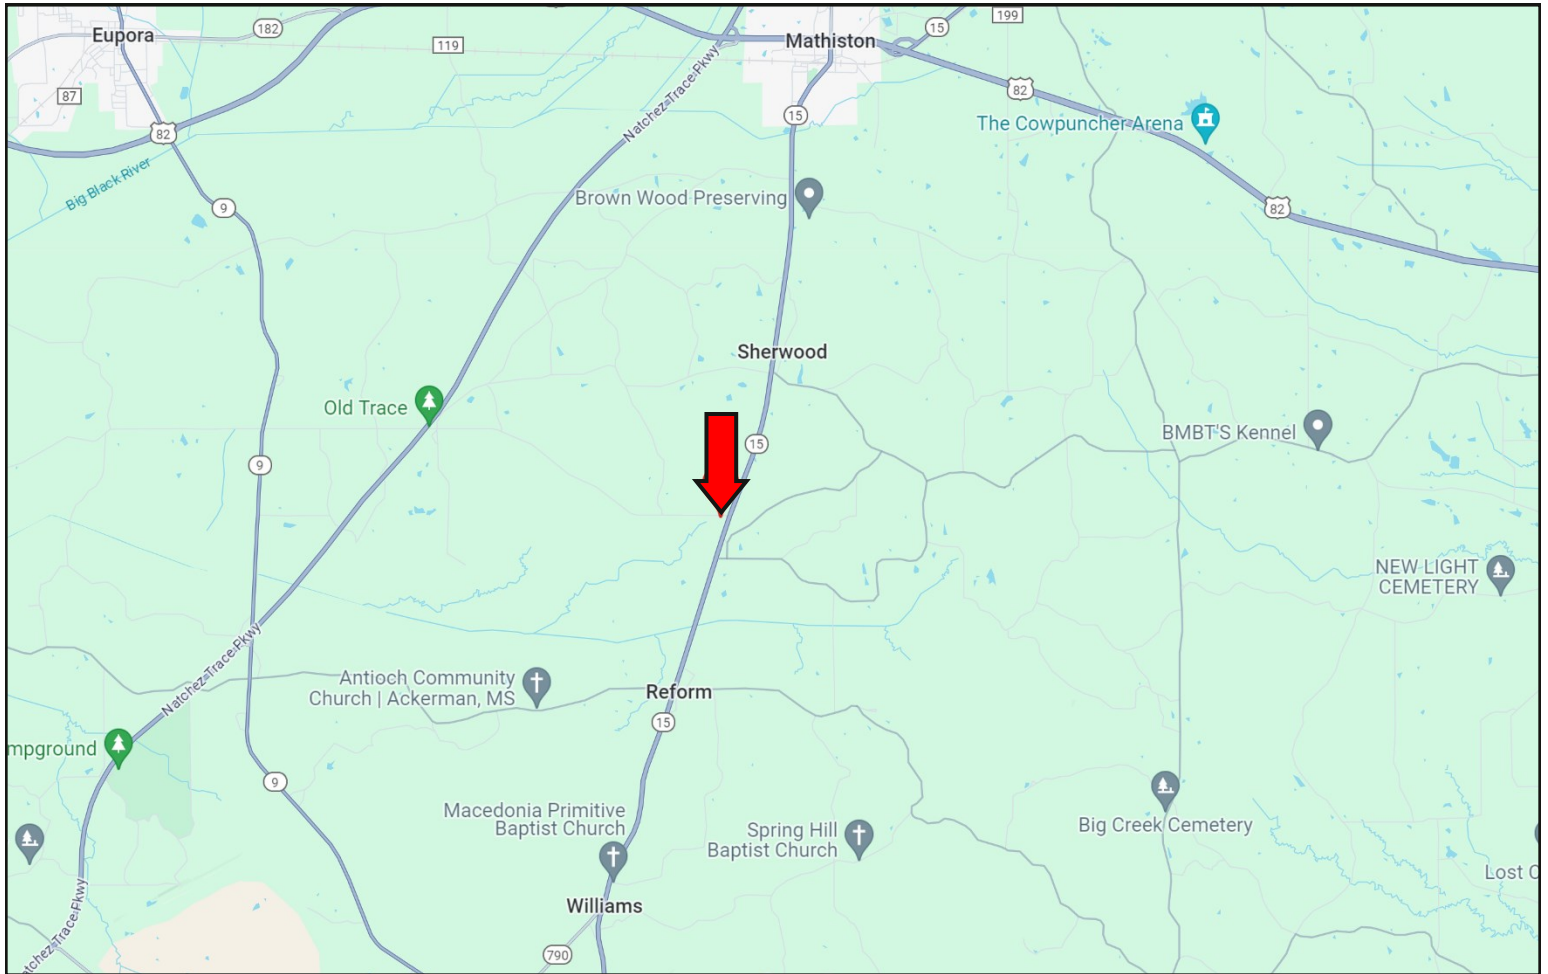 Eupora
182
119
199
15
Mathiston
87
82
Natchez Trace Pkwy
15
82
The Cowpuncher Arena
82
Big Black River
9
Brown Wood Preserving
82
Sherwood
Old Trace
15
BMBT'S Kennel
9
NEW LIGHT
CEMETERY
Natchez Trace Pkwy
Antioch Community
Church | Ackerman, MS
Reform
15
mpground
9
Macedonia Primitive
Baptist Church
Spring Hill
Baptist Church
Big Creek Cemetery
Lost C
Williams
atchez Trace Pkwy
790